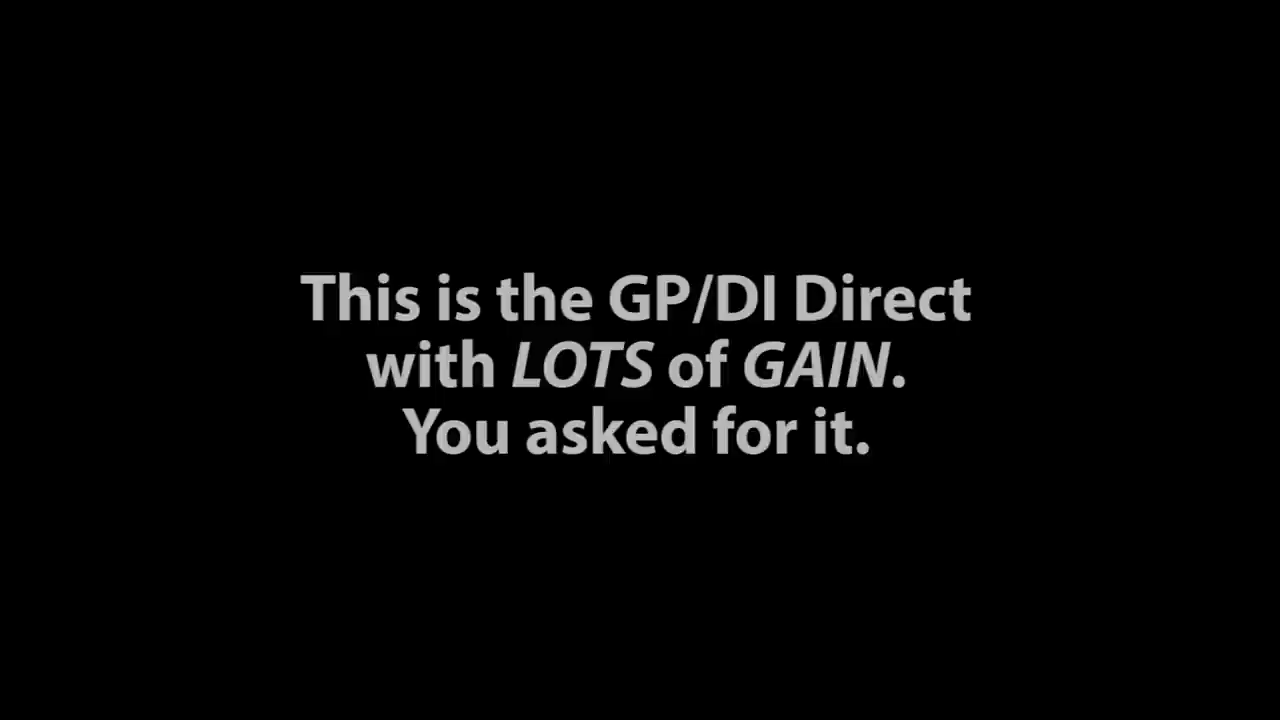 This is the GP/DI Direct
with LOTS of GAIN.
You asked for it.